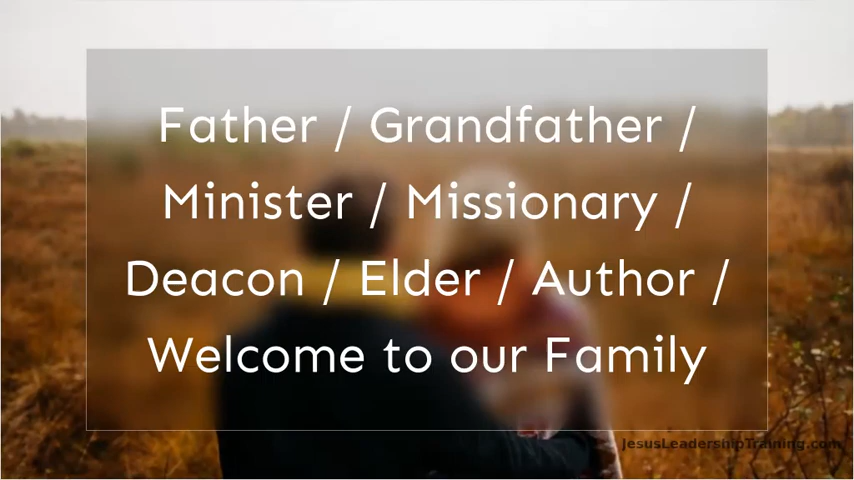 Father / Grandfather /
Minister / Missionary /
Deacon / Elder / Author /
Welcome to our Family
JesusLeadershipTraining.com